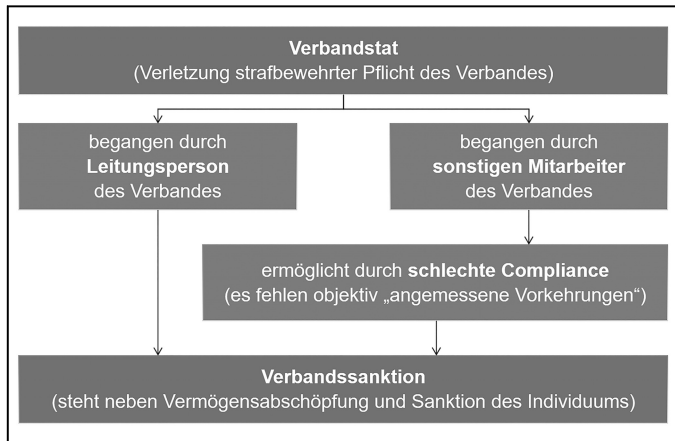 Verbandstat
(Verletzung strafbewehrter Pflicht des Verbandes)
begangen durch
Leitungsperson
des Verbandes
begangen durch
sonstigen Mitarbeiter
des Verbandes
ermöglicht durch schlechte Compliance
(es fehlen objektiv „angemessene Vorkehrungen“)
Verbandssanktion
(steht neben Vermögensabschöpfung und Sanktion des Individuums)